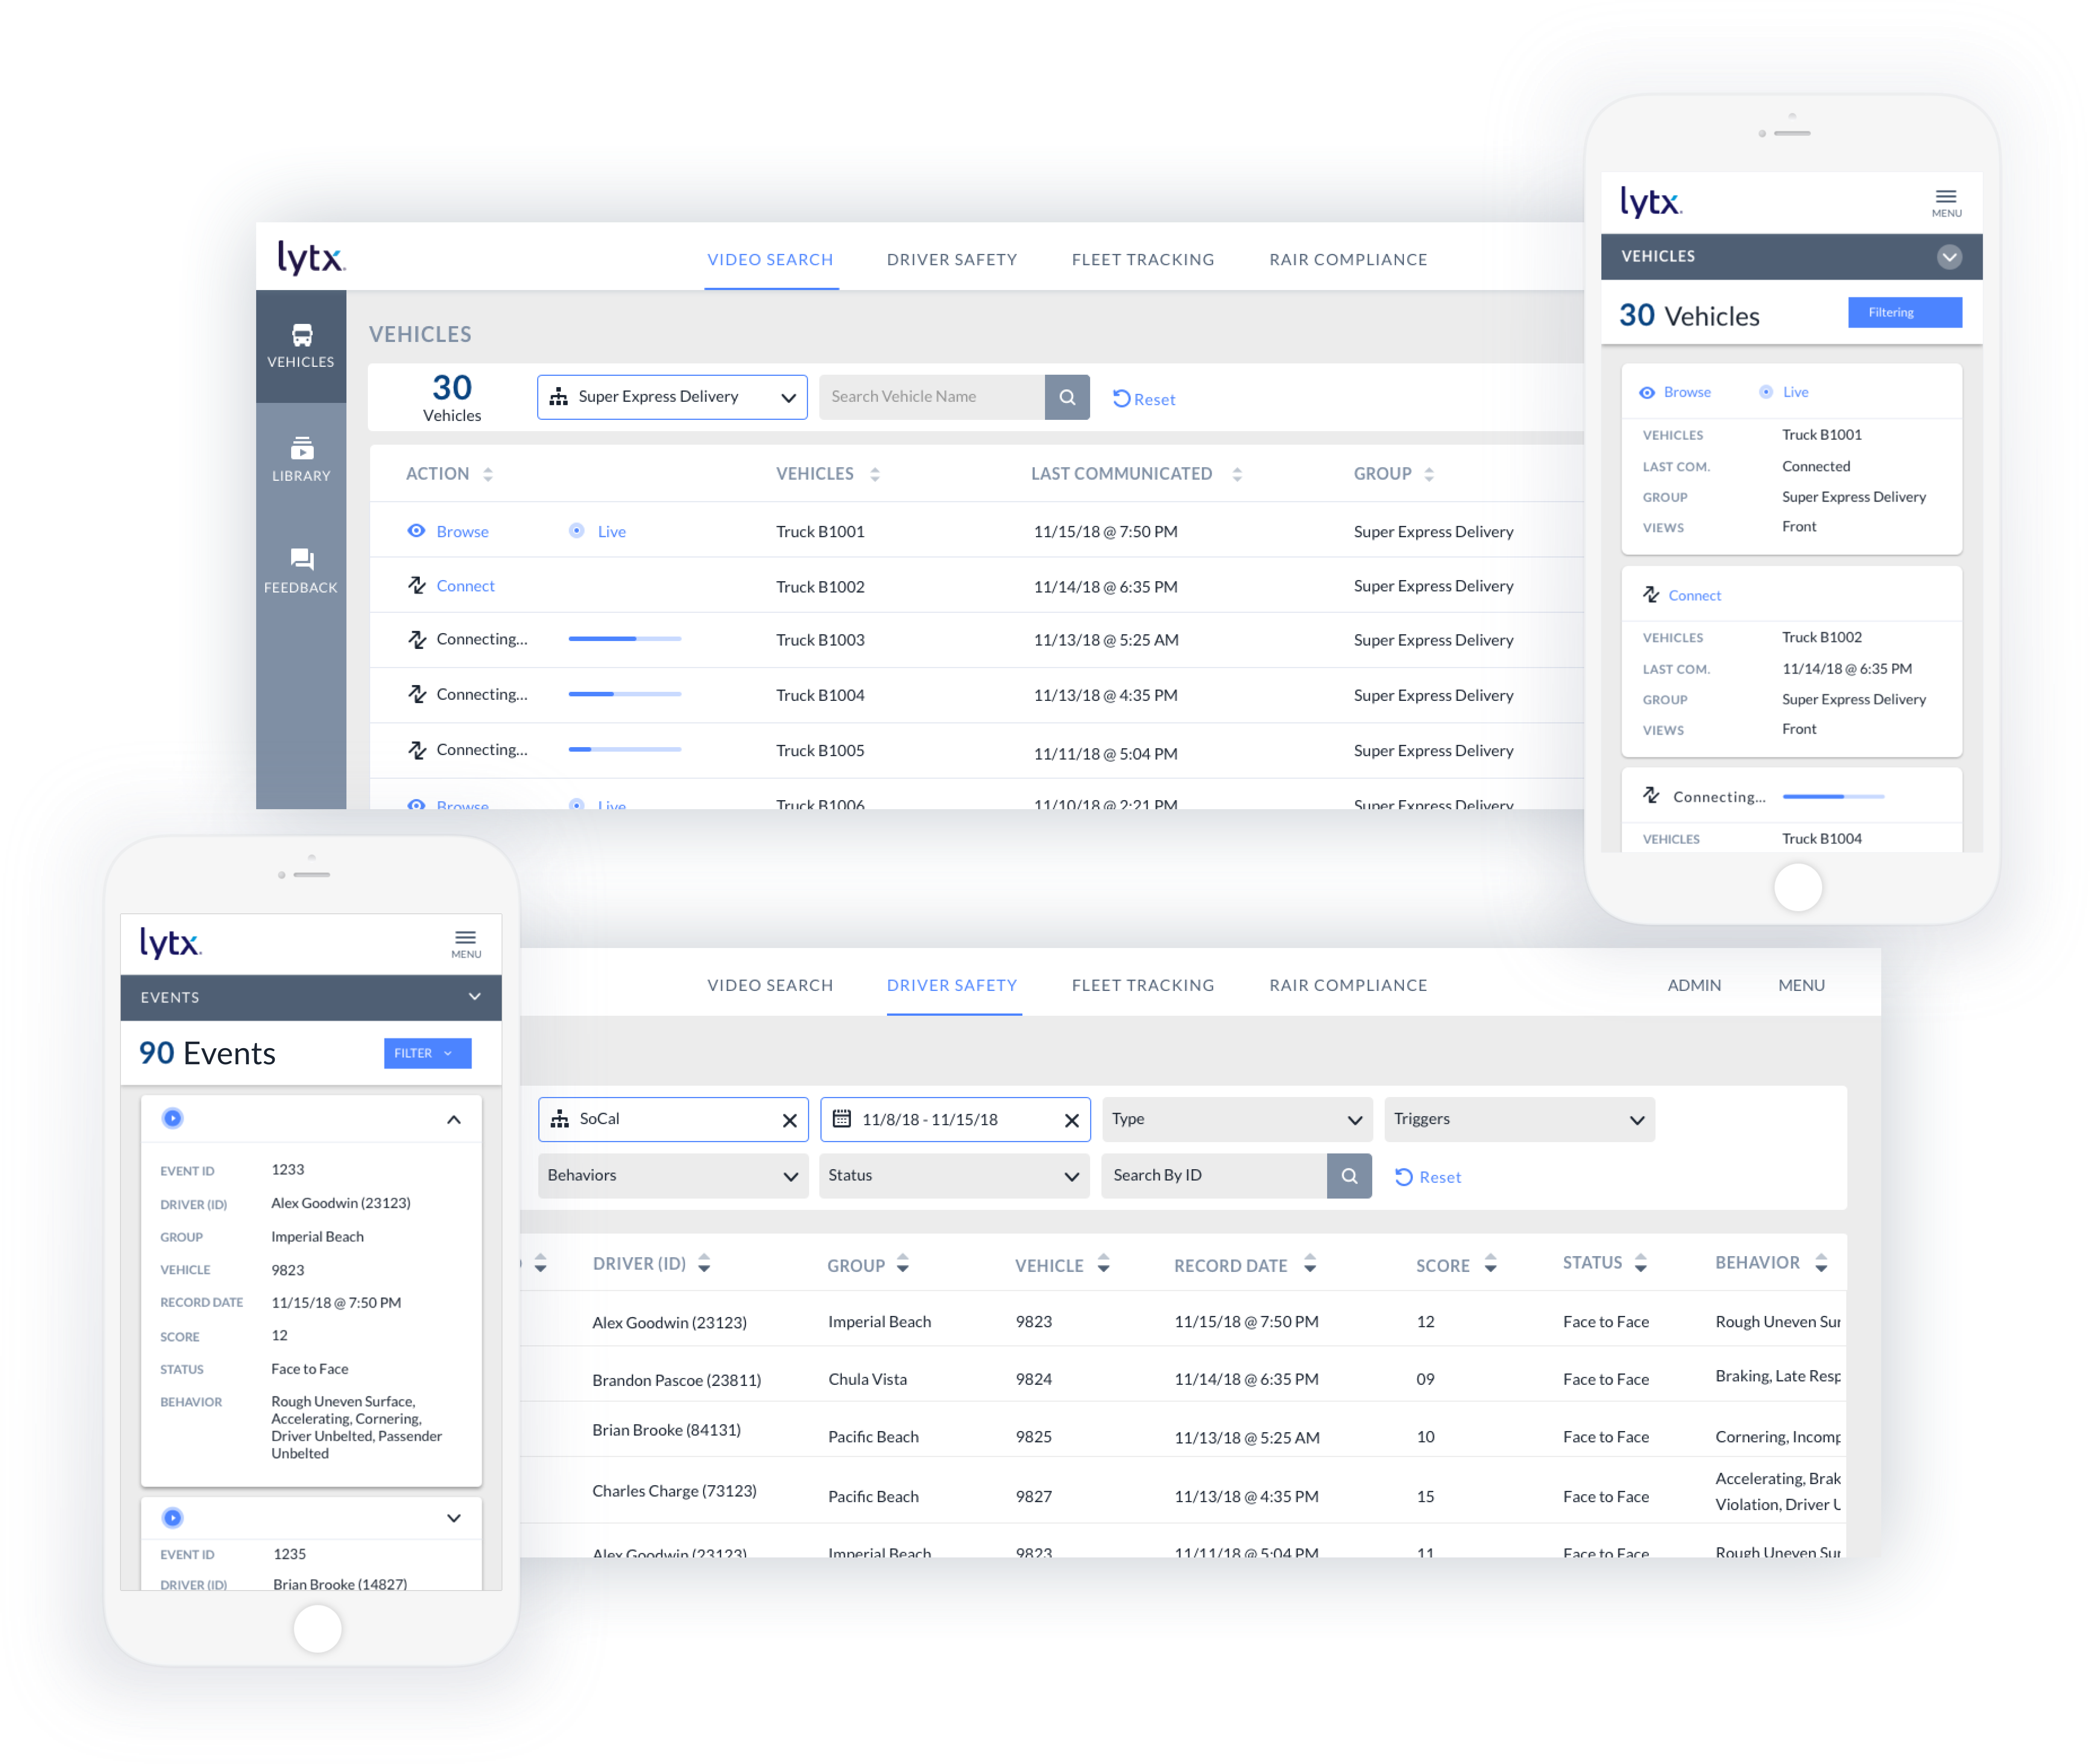 lytx.
VIDEO SEARCH DRIVER SAFETY FLEET TRACKING RAIR COMPLIANCE
VEHICLES
LIBRARY
FEEDBACK
VEHICLES
30 Vehicles
Super Express Delivery
Search Vehicle Name
Reset
ACTION VEHICLES LAST COMMUNICATED GROUP
Browse Live Truck B1001 11/15/18 @ 7:50 PM Super Express Delivery
Connect Truck B1002 11/14/18 @ 6:35 PM Super Express Delivery
Connecting... Truck B1003 11/13/18 @ 5:25 AM Super Express Delivery
Connecting... Truck B1004 11/13/18 @ 4:35 PM Super Express Delivery
Connecting... Truck B1005 11/11/18 @ 5:04 PM Super Express Delivery
Browse Live Truck B1006 11/10/18 @ 2:21 PM Super Express Delivery
lytx.
MENU
VEHICLES
30 Vehicles
Filtering
Browse Live
VEHICLES Truck B1001
LAST COM. Connected
GROUP Super Express Delivery
VIEWS Front
Connect
VEHICLES Truck B1002
LAST COM. 11/14/18 @ 6:35 PM
GROUP Super Express Delivery
VIEWS Front
Connecting...
VEHICLES Truck B1004
lytx.
MENU
EVENTS
90 Events
FILTER
EVENT ID 1233
DRIVER (ID) Alex Goodwin (23123)
GROUP Imperial Beach
VEHICLE 9823
RECORD DATE 11/15/18 @ 7:50 PM
SCORE 12
STATUS Face to Face
BEHAVIOR Rough Uneven Surface,
Accelerating, Cornering,
Driver Unbelted, Passender
Unbelted
EVENT ID 1235
DRIVER (ID) Brian Brooke (14827)
VIDEO SEARCH DRIVER SAFETY FLEET TRACKING RAIR COMPLIANCE ADMIN MENU
SoCal 11/8/18 - 11/15/18 Type Triggers
Behaviors Status Search By ID Reset
DRIVER (ID) GROUP VEHICLE RECORD DATE SCORE STATUS BEHAVIOR
Alex Goodwin (23123) Imperial Beach 9823 11/15/18 @ 7:50 PM 12 Face to Face Rough Uneven Sur
Brandon Pascoe (23811) Chula Vista 9824 11/14/18 @ 6:35 PM 09 Face to Face Braking, Late Resp
Brian Brooke (84131) Pacific Beach 9825 11/13/18 @ 5:25 AM 10 Face to Face Cornering, Incomp
Charles Charge (73123) Pacific Beach 9827 11/13/18 @ 4:35 PM 15 Face to Face Accelerating, Brak
Violation, Driver U
Alex Goodwin (23123) Imperial Beach 9823 11/11/18 @ 5:04 PM 11 Face to Face Rough Uneven Sur